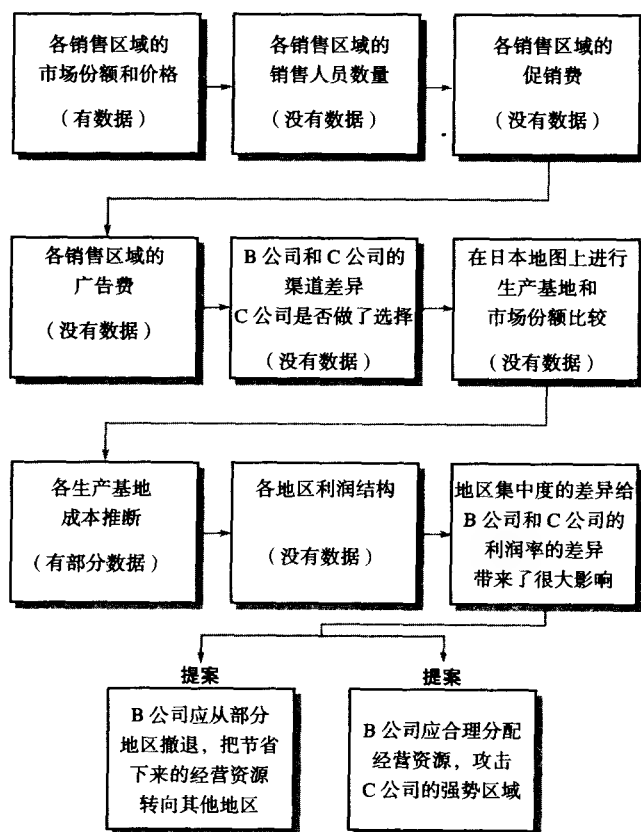 各销售区域的
市场份额和价格
（有数据）
各销售区域的
销售人员数量
（没有数据）
各销售区域的
促销费
（没有数据）
各销售区域的
广告费
（没有数据）
B公司和C公司的
渠道差异
C公司是否做了选择
（没有数据）
在日本地图上进行
生产基地和
市场份额比较
（没有数据）
各生产基地
成本推断
（有部分数据）
各地区利润结构
（没有数据）
地区集中度的差异给
B公司和C公司的
利润率的差异
带来了很大影响
提案
B公司应从部分
地区撤退，把节省
下来的经营资源
转向其他地区
提案
B公司应合理分配
经营资源，攻击
C公司的强势区域